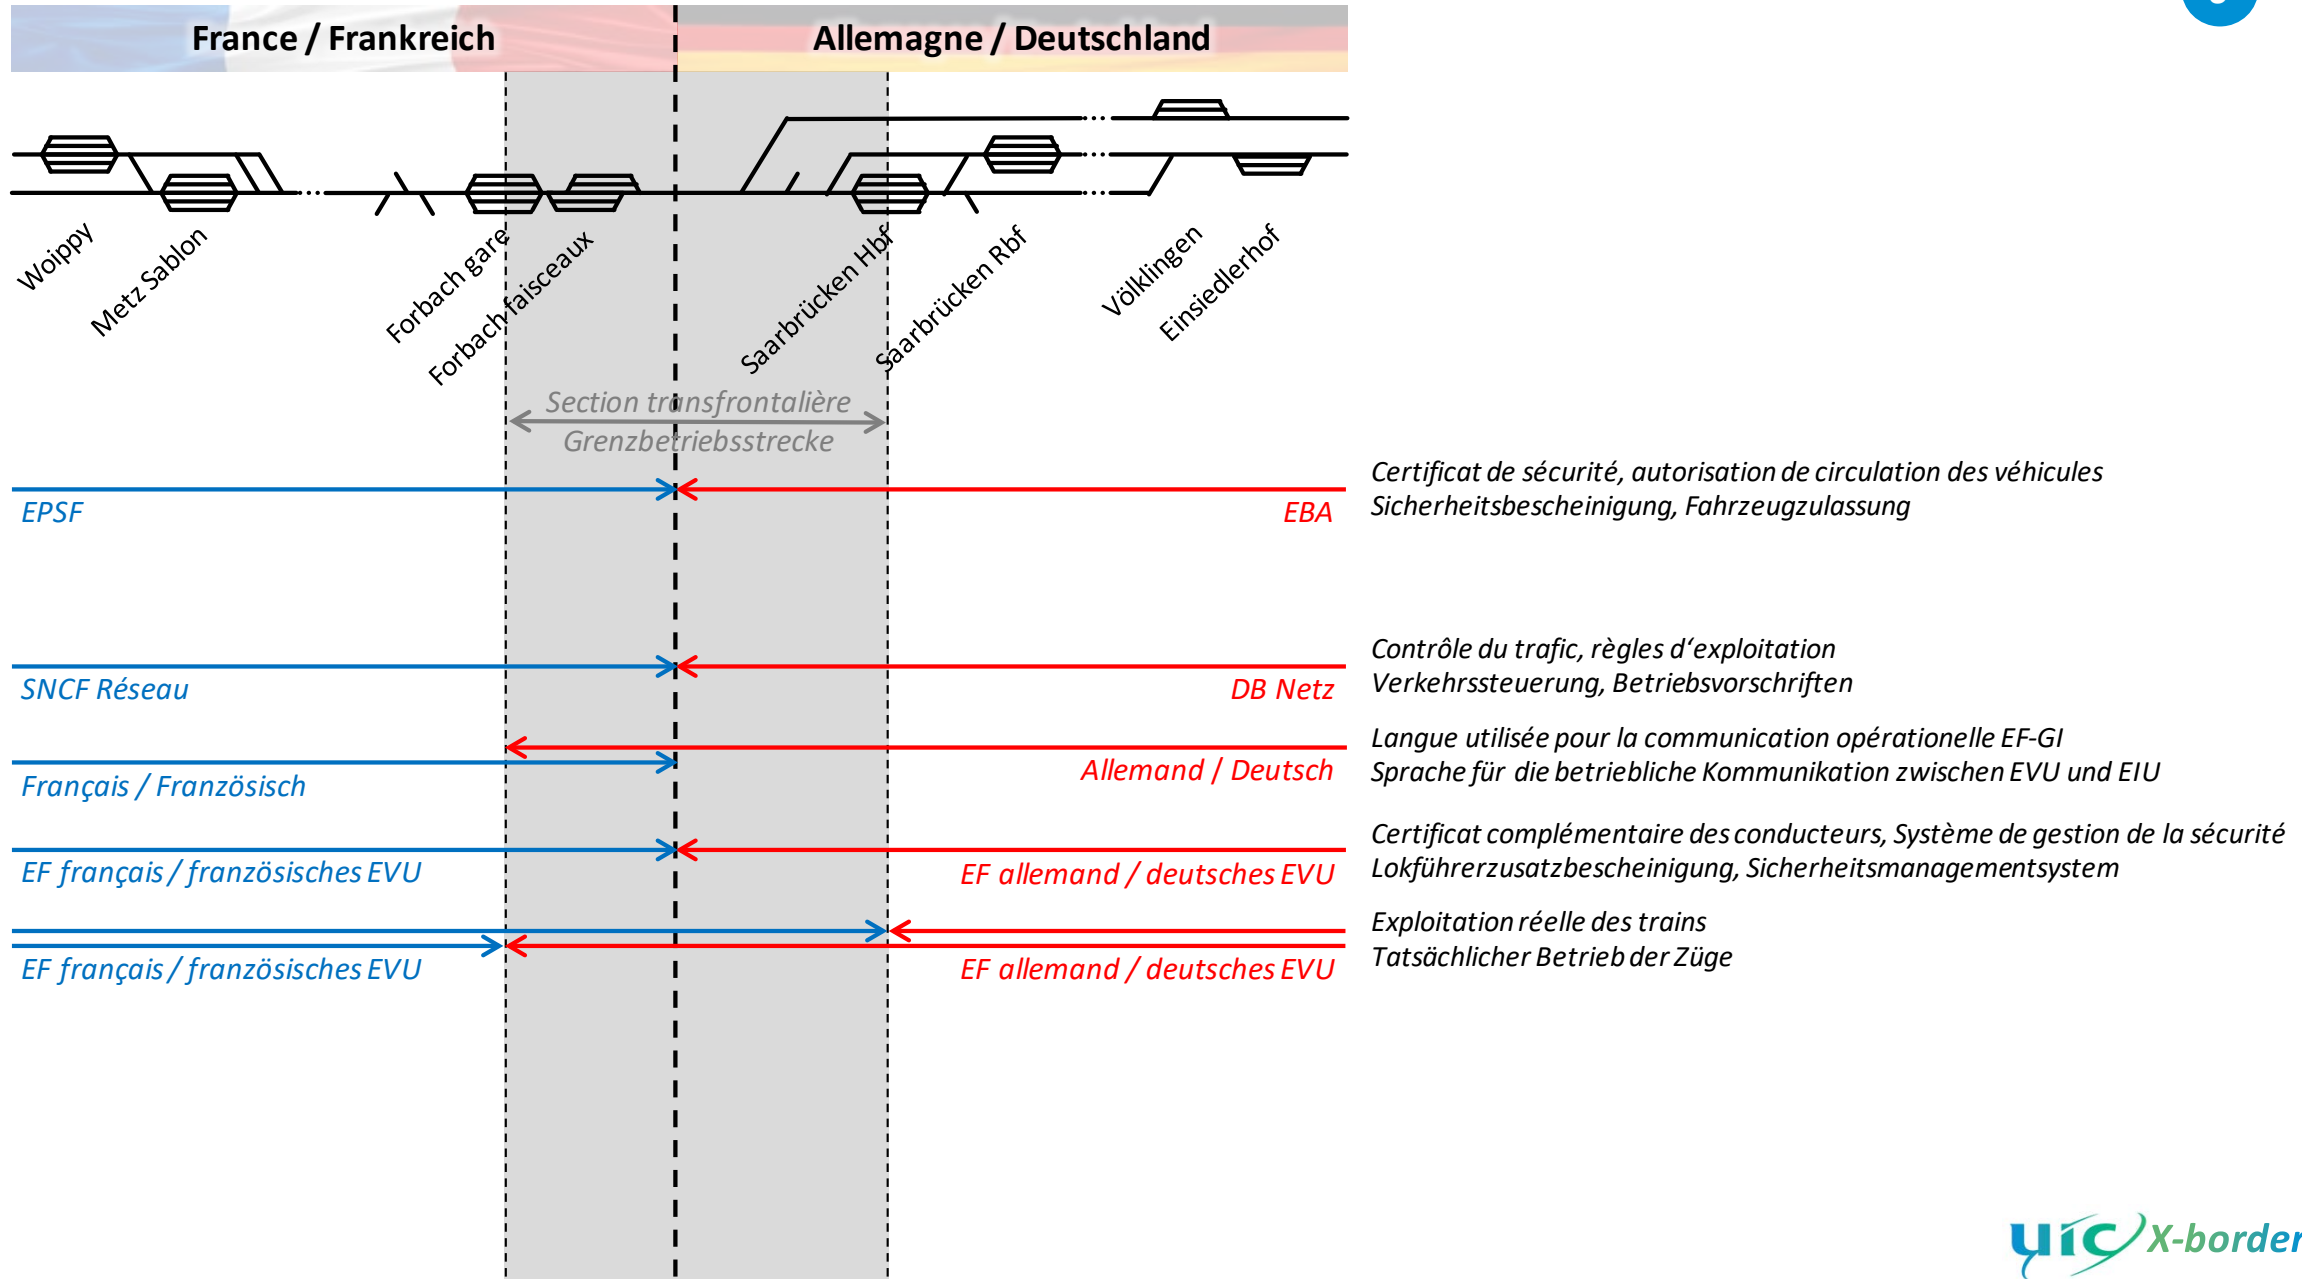 France / Frankreich
Allemagne / Deutschland
Woippy
Metz Sablon
Forbach gare
Forbach faisceaux
Saarbrücken Hbf
Saarbrücken Rbf
Völklingen
Einsiedlerhof
Section transfrontalière
Grenzbetriebsstrecke
EPSF
EBA
Certificat de sécurité, autorisation de circulation des véhicules
Sicherheitsbescheinigung, Fahrzeugzulassung
SNCF Réseau
DB Netz
Contrôle du trafic, règles d‘exploitation
Verkehrssteuerung, Betriebsvorschriften
Français / Französisch
Allemand / Deutsch
Langue utilisée pour la communication opérationelle EF-GI
Sprache für die betriebliche Kommunikation zwischen EVU und EIU
EF français / französisches EVU
EF allemand / deutsches EVU
Certificat complémentaire des conducteurs, Système de gestion de la sécurité
Lokführerzusatzbescheinigung, Sicherheitsmanagementsystem
EF français / französisches EVU
EF allemand / deutsches EVU
Exploitation réelle des trains
Tatsächlicher Betrieb der Züge
uic X-border